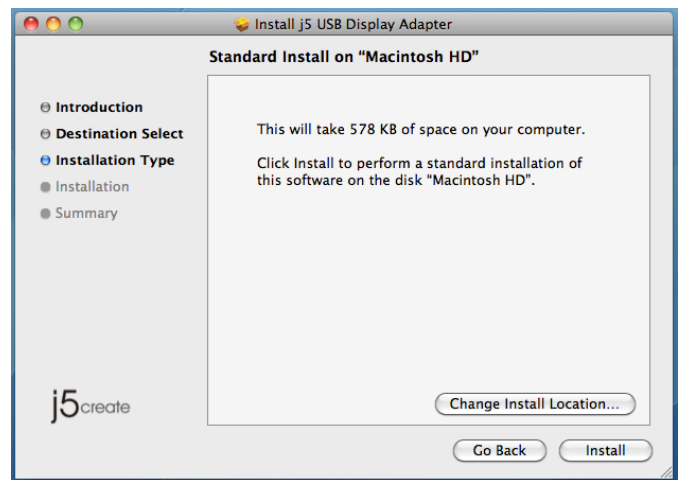 Install j5 USB Display Adapter
Standard Install on “Macintosh HD”
Introduction
Destination Select
Installation Type
Installation
Summary
This will take 578 KB of space on your computer.
Click Install to perform a standard installation of
this software on the disk “Macintosh HD”.
Change Install Location...
j5create
Go Back
Install